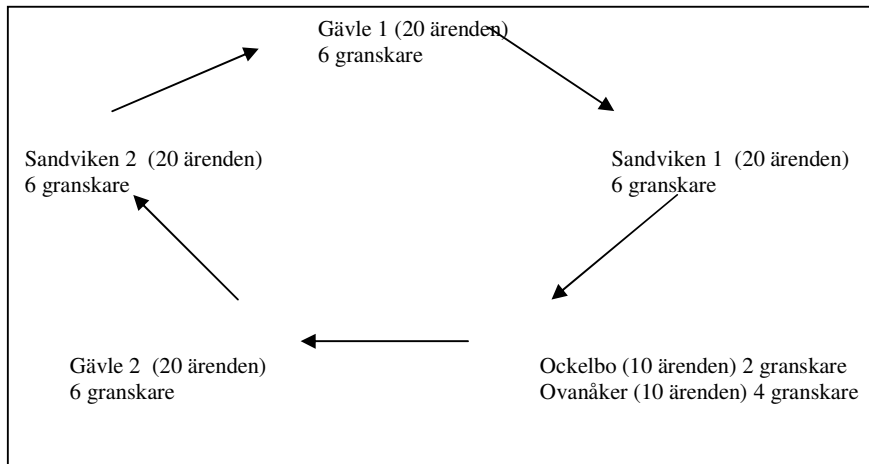 Gävle 1 (20 ärenden)
6 granskare
Sandviken 2 (20 ärenden)
6 granskare
Sandviken 1 (20 ärenden)
6 granskare
Gävle 2 (20 ärenden)
6 granskare
Ockelbo (10 ärenden) 2 granskare
Ovanåker (10 ärenden) 4 granskare